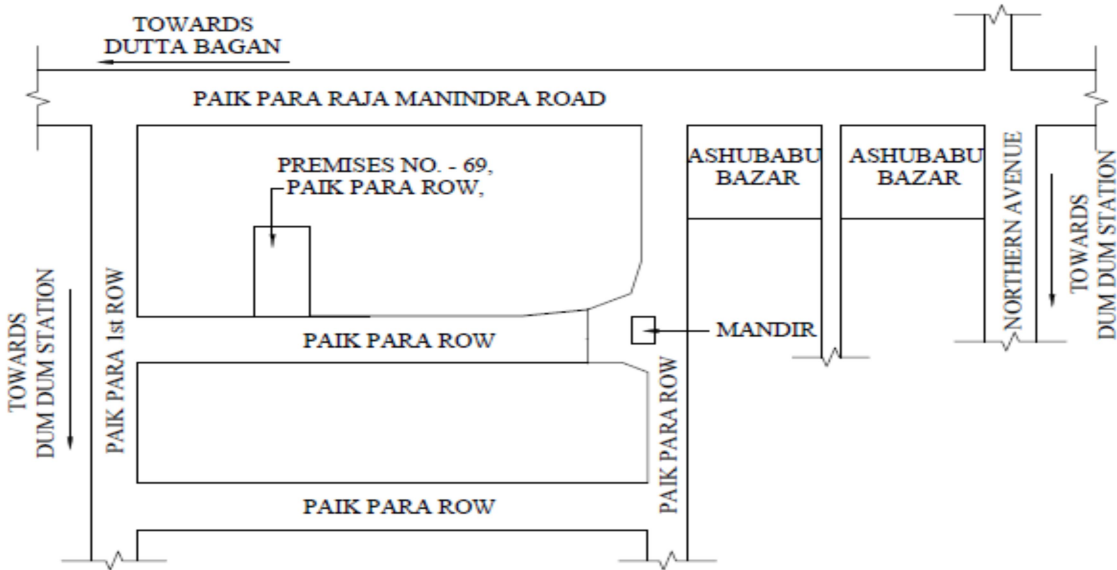 TOWARDS
DUTTA BAGAN
PAIK PARA RAJA MANINDRA ROAD
PREMISES NO. - 69,
PAIK PARA ROW,
ASHUBABU
BAZAR
ASHUBABU
BAZAR
NORTHERN AVENUE
TOWARDS
DUM DUM STATION
TOWARDS
DUM DUM STATION
PAIK PARA 1st ROW
PAIK PARA ROW
MANDIR
PAIK PARA ROW
PAIK PARA ROW